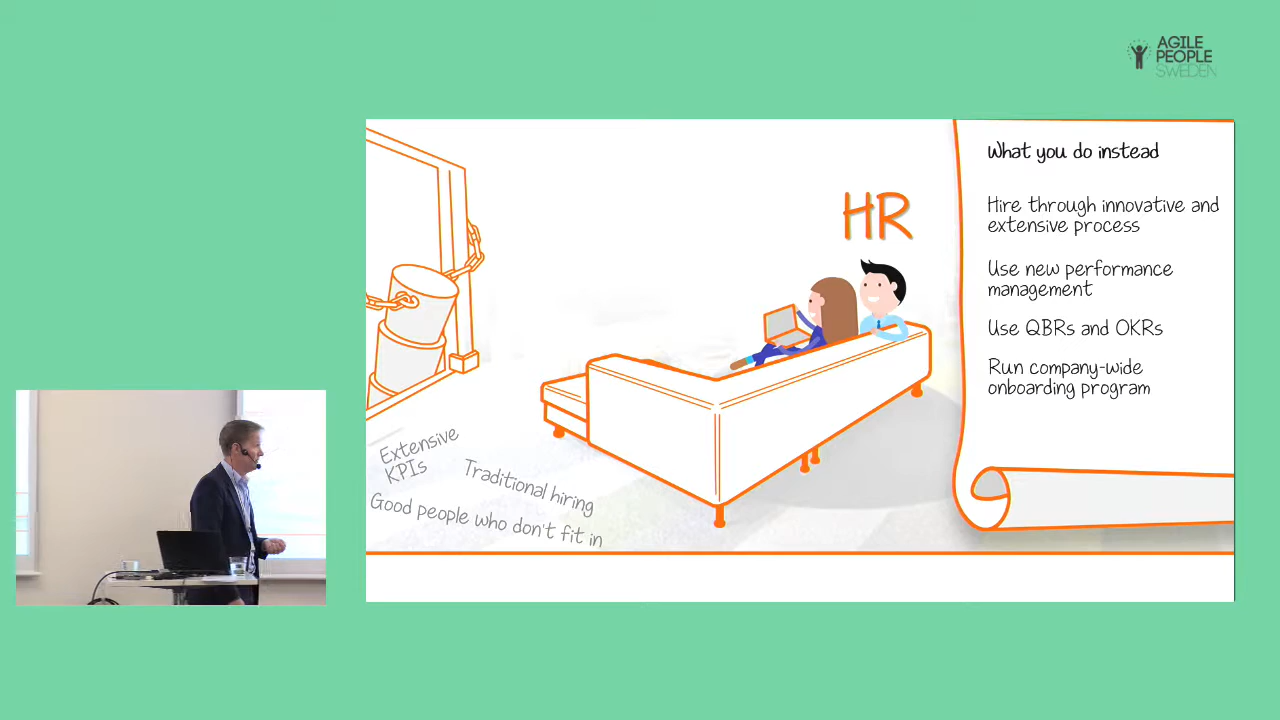 AGILE
PEOPLE
SWEDEN
HR
What you do instead
Hire through innovative and
extensive process
Use new performance
management
Use QBRs and OKRs
Run company-wide
onboarding program
Extensive
KPIs
Traditional hiring
Good people who don't fit in